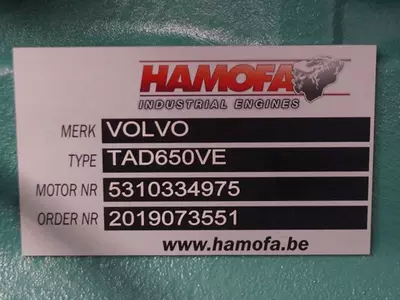 HAMOFA
INDUSTRIAL ENGINES
MERK VOLVO
TYPE TAD650VE
MOTOR NR 5310334975
ORDER NR 2019073551
www.hamofa.be